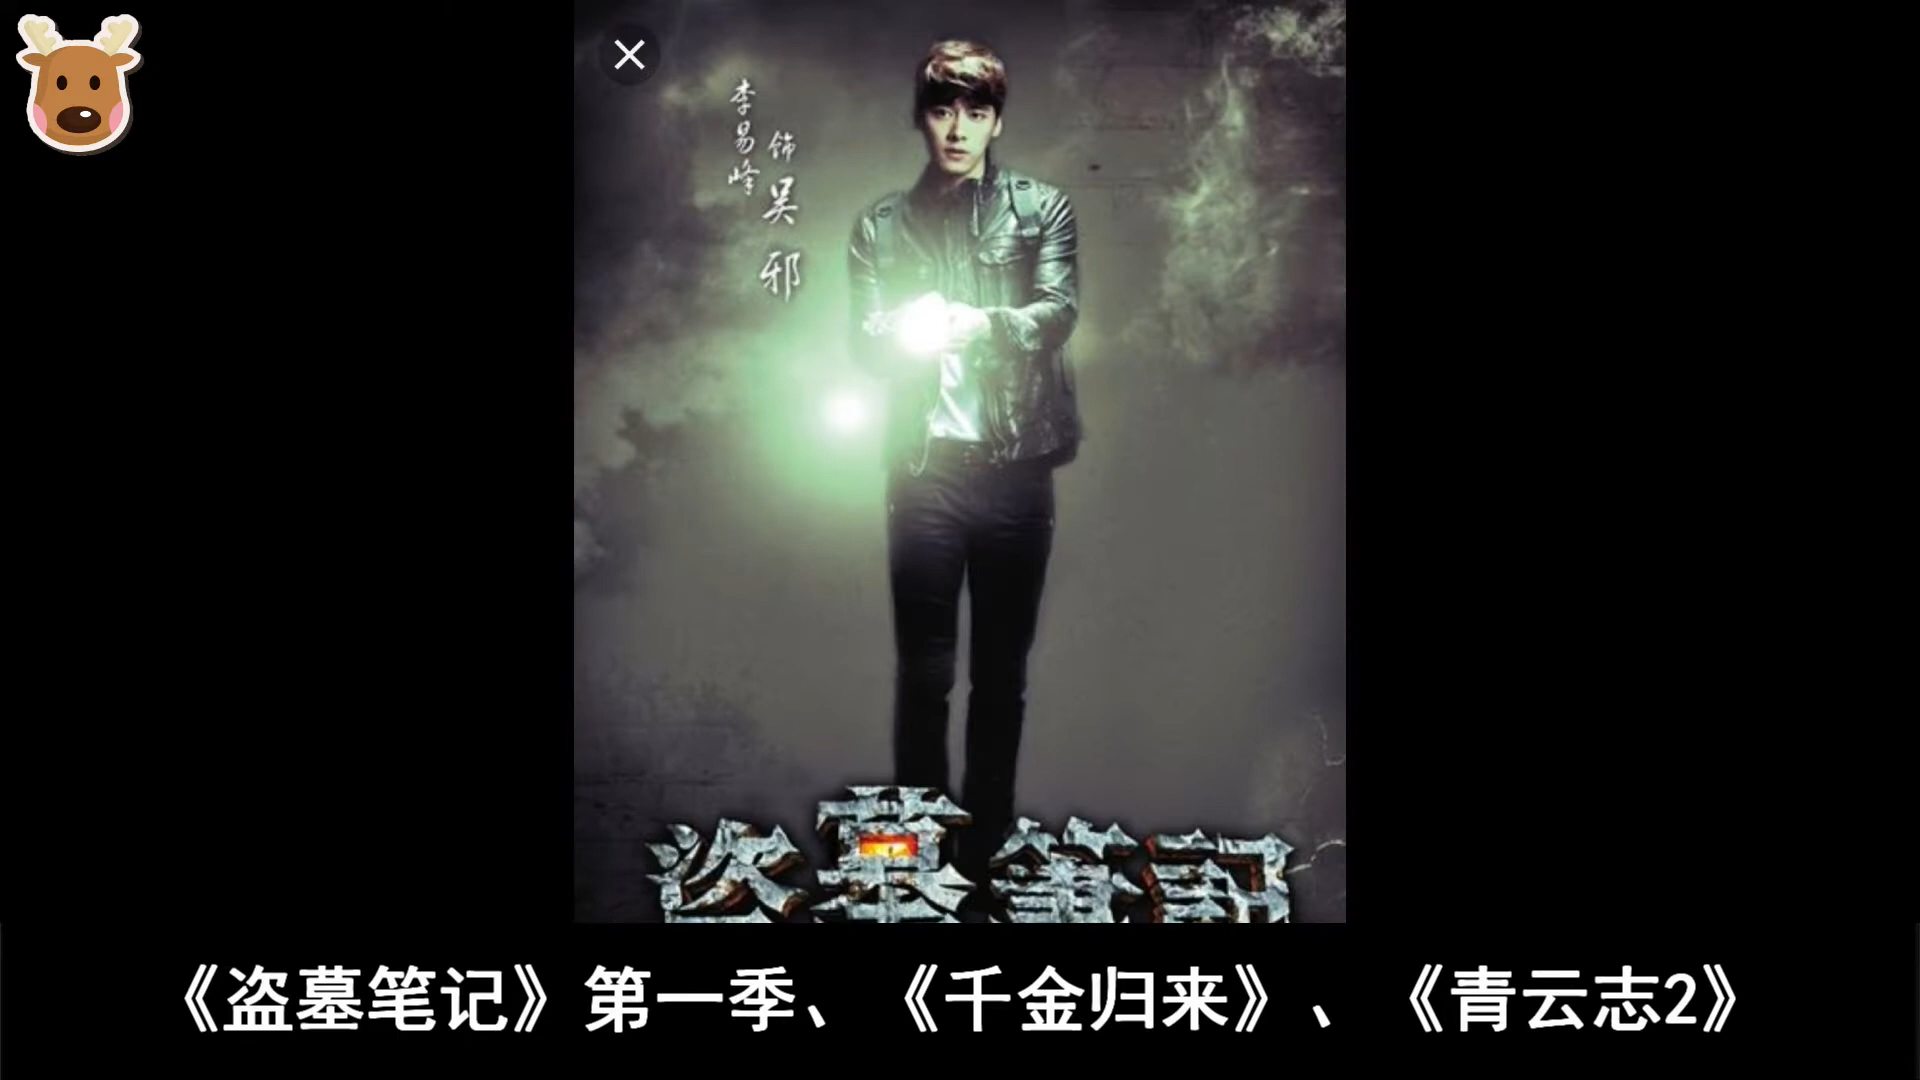 李易峰
饰
吴邪
盗墓笔记
《盗墓笔记》第一季、《千金归来》、《青云志2》